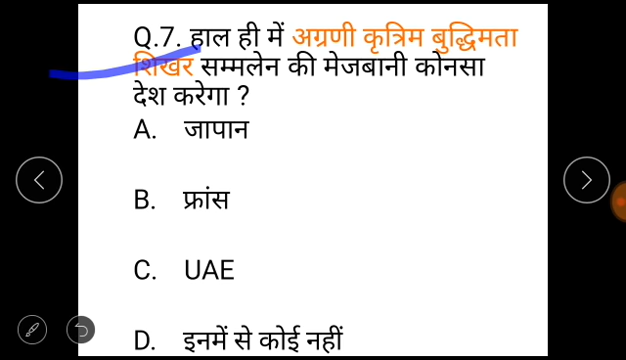 Q.7. हाल ही में अग्रणी कृत्रिम बुद्धिमता
शिखर सम्मलेन की मेजबानी कोनसा
देश करेगा ?
A. जापान
B. फ्रांस
C. UAE
D. इनमें से कोई नहीं